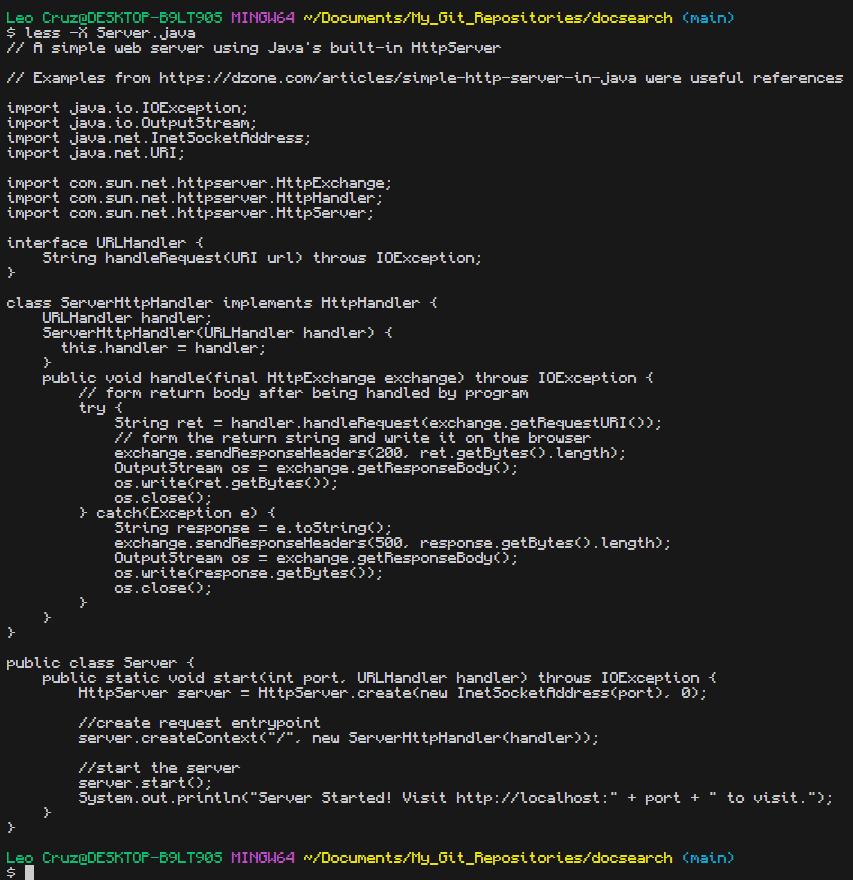 Leo Cruz@DESKTOP-B9LT905 MINGW64 ~/Documents/My_Git_Repositories/docsearch (main)
$ less -X Server.java
// A simple web server using Java's built-in HttpServer

// Examples from https://dzone.com/articles/simple-http-server-in-java were useful references

import java.io.IOException;
import java.io.OutputStream;
import java.net.InetSocketAddress;
import java.net.URI;

import com.sun.net.httpserver.HttpExchange;
import com.sun.net.httpserver.HttpHandler;
import com.sun.net.httpserver.HttpServer;

interface URLHandler {
    String handleRequest(URI url) throws IOException;
}

class ServerHttpHandler implements HttpHandler {
    URLHandler handler;
    ServerHttpHandler(URLHandler handler) {
      this.handler = handler;
    }
    public void handle(final HttpExchange exchange) throws IOException {
        // form return body after being handled by program
        try {
            String ret = handler.handleRequest(exchange.getRequestURI());
            // form the return string and write it on the browser
            exchange.sendResponseHeaders(200, ret.getBytes().length);
            OutputStream os = exchange.getResponseBody();
            os.write(ret.getBytes());
            os.close();
        } catch(Exception e) {
            String response = e.toString();
            exchange.sendResponseHeaders(500, response.getBytes().length);
            OutputStream os = exchange.getResponseBody();
            os.write(response.getBytes());
            os.close();
        }
    }
}

public class Server {
    public static void start(int port, URLHandler handler) throws IOException {
        HttpServer server = HttpServer.create(new InetSocketAddress(port), 0);

        //create request entrypoint
        server.createContext("/", new ServerHttpHandler(handler));

        //start the server
        server.start();
        System.out.println("Server Started! Visit http://localhost:" + port + " to visit.");
    }
}

Leo Cruz@DESKTOP-B9LT905 MINGW64 ~/Documents/My_Git_Repositories/docsearch (main)
$